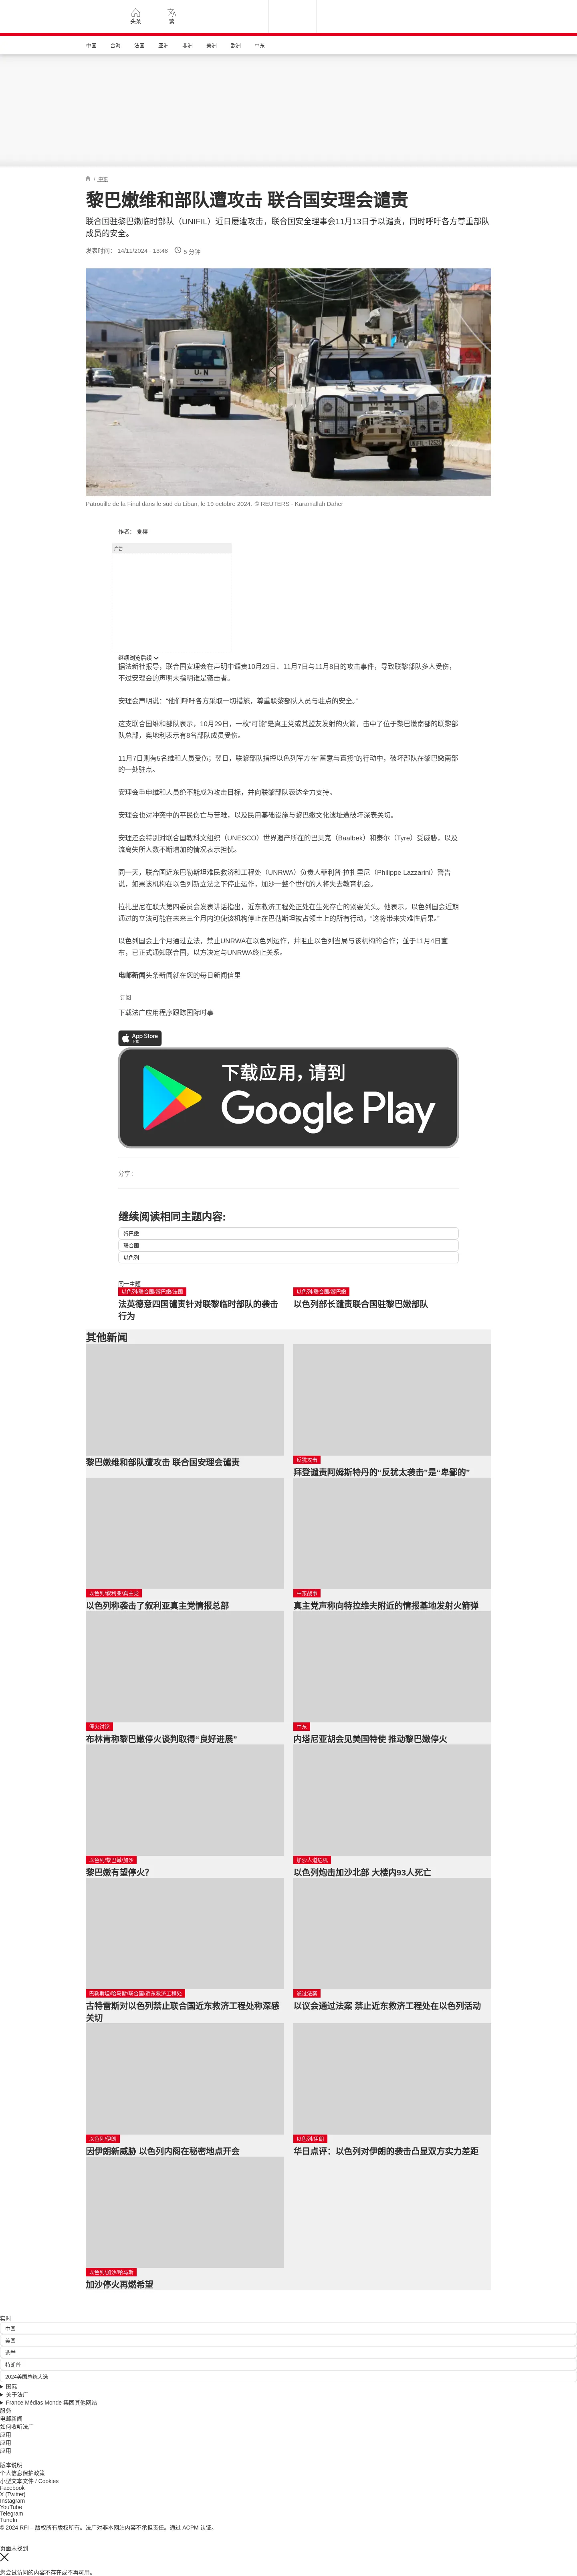 头条
繁
中国
台海
法国
亚洲
非洲
美洲
欧洲
中东
/ 中东
黎巴嫩维和部队遭攻击 联合国安理会谴责
联合国驻黎巴嫩临时部队（UNIFIL）近日屡遭攻击，联合国安全理事会11月13日予以谴责，同时呼吁各方尊重部队
成员的安全。
发表时间： 14/11/2024 - 13:48
5 分钟
U N
Patrouille de la Finul dans le sud du Liban, le 19 octobre 2024. © REUTERS - Karamallah Daher
作者： 夏榕
广告
继续浏览后续
据法新社报导，联合国安理会在声明中谴责10月29日、11月7日与11月8日的攻击事件，导致联黎部队多人受伤，
不过安理会的声明未指明谁是袭击者。
安理会声明说：“他们呼吁各方采取一切措施，尊重联黎部队人员与驻点的安全。”
这支联合国维和部队表示，10月29日，一枚“可能”是真主党或其盟友发射的火箭，击中了位于黎巴嫩南部的联黎部
队总部，奥地利表示有8名部队成员受伤。
11月7日则有5名维和人员受伤；翌日，联黎部队指控以色列军方在“蓄意与直接”的行动中，破坏部队在黎巴嫩南部
的一处驻点。
安理会重申维和人员绝不能成为攻击目标，并向联黎部队表达全力支持。
安理会也对冲突中的平民伤亡与苦难，以及民用基础设施与黎巴嫩文化遗址遭破坏深表关切。
安理还会特别对联合国教科文组织（UNESCO）世界遗产所在的巴贝克（Baalbek）和泰尔（Tyre）受威胁，以及
流离失所人数不断增加的情况表示担忧。
同一天，联合国近东巴勒斯坦难民救济和工程处（UNRWA）负责人菲利普·拉扎里尼（Philippe Lazzarini）警告
说，如果该机构在以色列新立法之下停止运作，加沙一整个世代的人将失去教育机会。
拉扎里尼在联大第四委员会发表讲话指出，近东救济工程处正处在生死存亡的紧要关头。他表示，以色列国会近期
通过的立法可能在未来三个月内迫使该机构停止在巴勒斯坦被占领土上的所有行动，“这将带来灾难性后果。”
以色列国会上个月通过立法，禁止UNRWA在以色列运作，并阻止以色列当局与该机构的合作；並于11月4日宣
布，已正式通知联合国，以方决定与UNRWA终止关系。
电邮新闻头条新闻就在您的每日新闻信里
订阅
下载法广应用程序跟踪国际时事
App Store
下载
下载应用，请到
Google Play
分享 :
继续阅读相同主题内容:
黎巴嫩
联合国
以色列
同一主题
以色列/联合国/黎巴嫩/法国
法英德意四国谴责针对联黎临时部队的袭击
行为
以色列/联合国/黎巴嫩
以色列部长谴责联合国驻黎巴嫩部队
其他新闻
黎巴嫩维和部队遭攻击 联合国安理会谴责
反犹攻击
拜登谴责阿姆斯特丹的“反犹太袭击”是“卑鄙的”
以色列/叙利亚/真主党
以色列称袭击了叙利亚真主党情报总部
中东战事
真主党声称向特拉维夫附近的情报基地发射火箭弹
停火讨论
布林肯称黎巴嫩停火谈判取得“良好进展”
中东
内塔尼亚胡会见美国特使 推动黎巴嫩停火
以色列/黎巴嫩/加沙
黎巴嫩有望停火？
加沙人道危机
以色列炮击加沙北部 大楼内93人死亡
巴勒斯坦/哈马斯/联合国/近东救济工程处
古特雷斯对以色列禁止联合国近东救济工程处称深感
关切
通过法案
以议会通过法案 禁止近东救济工程处在以色列活动
以色列/伊朗
因伊朗新威胁 以色列内阁在秘密地点开会
以色列/伊朗
华日点评：以色列对伊朗的袭击凸显双方实力差距
以色列/加沙/哈马斯
加沙停火再燃希望
实时
中国
美国
选举
特朗普
2024美国总统大选
国际
关于法广
France Médias Monde 集团其他网站
服务
电邮新闻
如何收听法广
应用
应用
应用
版本说明
个人信息保护政策
小型文本文件 / Cookies
Facebook
X (Twitter)
Instagram
YouTube
Telegram
TuneIn
© 2024 RFI – 版权所有版权所有。法广对非本网站内容不承担责任。通过 ACPM 认证。
页面未找到
您尝试访问的内容不存在或不再可用。